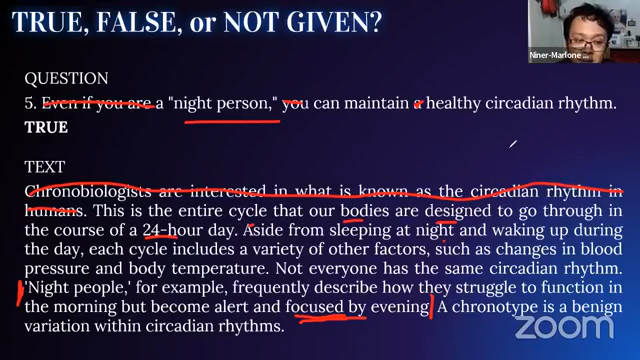 TRUE, FALSE, or NOT GIVEN?
Niner-Marlone
QUESTION
5. Even if you are a "night person," you can maintain a healthy circadian rhythm.
TRUE
TEXT
Chronobiologists are interested in what is known as the circadian rhythm in
humans. This is the entire cycle that our bodies are designed to go through in
the course of a 24-hour day. Aside from sleeping at night and waking up during
the day, each cycle includes a variety of other factors, such as changes in blood
pressure and body temperature. Not everyone has the same circadian rhythm.
'Night people,' for example, frequently describe how they struggle to function in
the morning but become alert and focused by evening. A chronotype is a benign
variation within circadian rhythms.
zoom